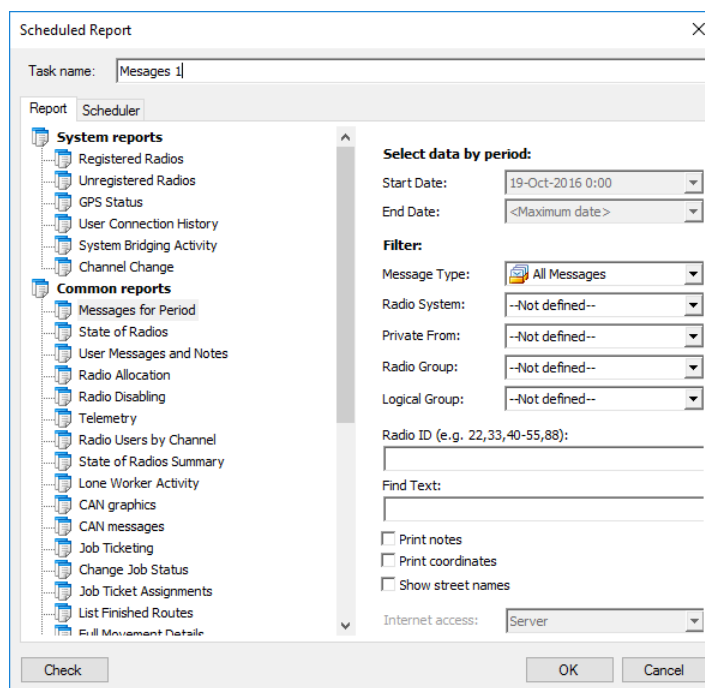 Scheduled Report
Task name: Mesages 1
Report Scheduler
System reports
Registered Radios
Unregistered Radios
GPS Status
User Connection History
System Bridging Activity
Channel Change
Common reports
Messages for Period
State of Radios
User Messages and Notes
Radio Allocation
Radio Disabling
Telemetry
Radio Users by Channel
State of Radios Summary
Lone Worker Activity
CAN graphics
CAN messages
Job Ticketing
Change Job Status
Job Ticket Assignments
List Finished Routes
Full Movement Details
Select data by period:
Start Date: 19-Oct-2016 0:00
End Date: <Maximum date>
Filter:
Message Type: All Messages
Radio System: --Not defined--
Private From: --Not defined--
Radio Group: --Not defined--
Logical Group: --Not defined--
Radio ID (e.g. 22,33,40-55,88):
Find Text:
Print notes
Print coordinates
Show street names
Internet access: Server
Check OK Cancel